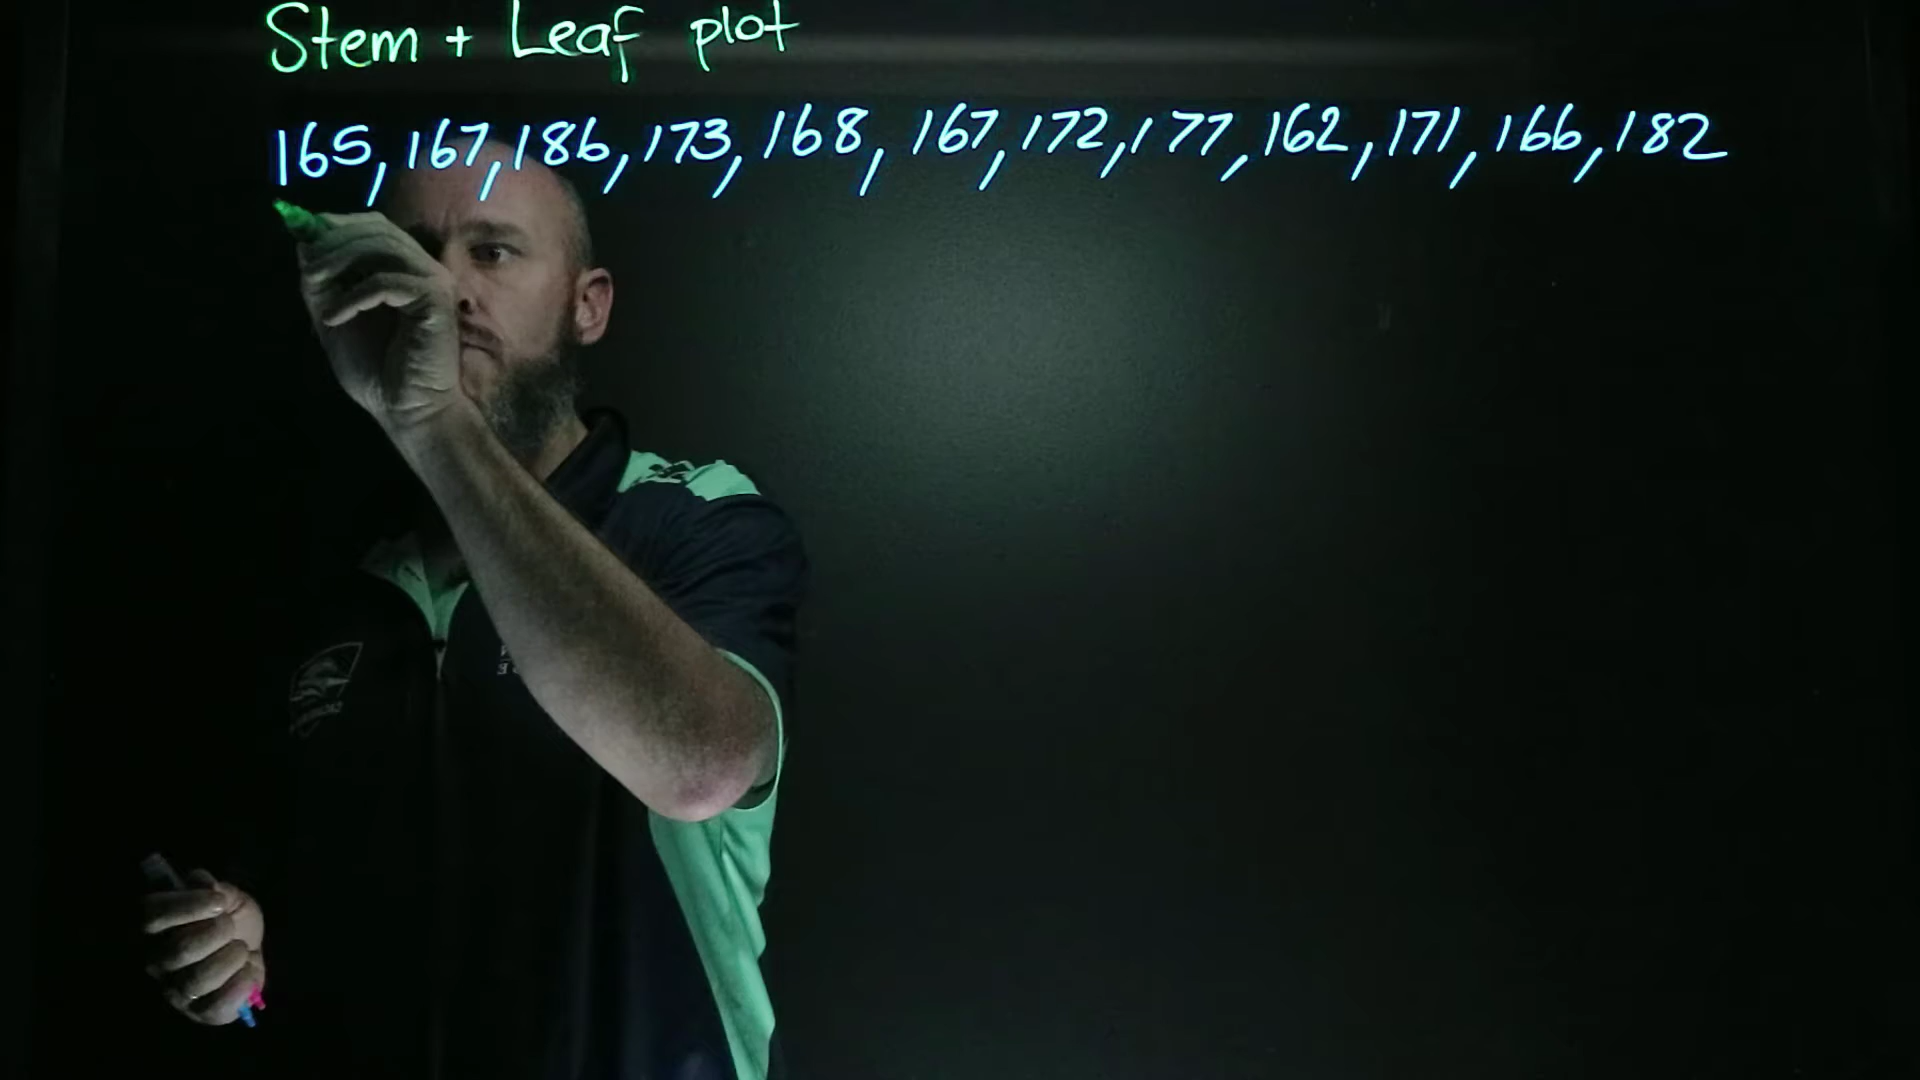 Stem + Leaf plot
165, 167, 186, 173, 168, 167, 172, 177, 162, 171, 166, 182